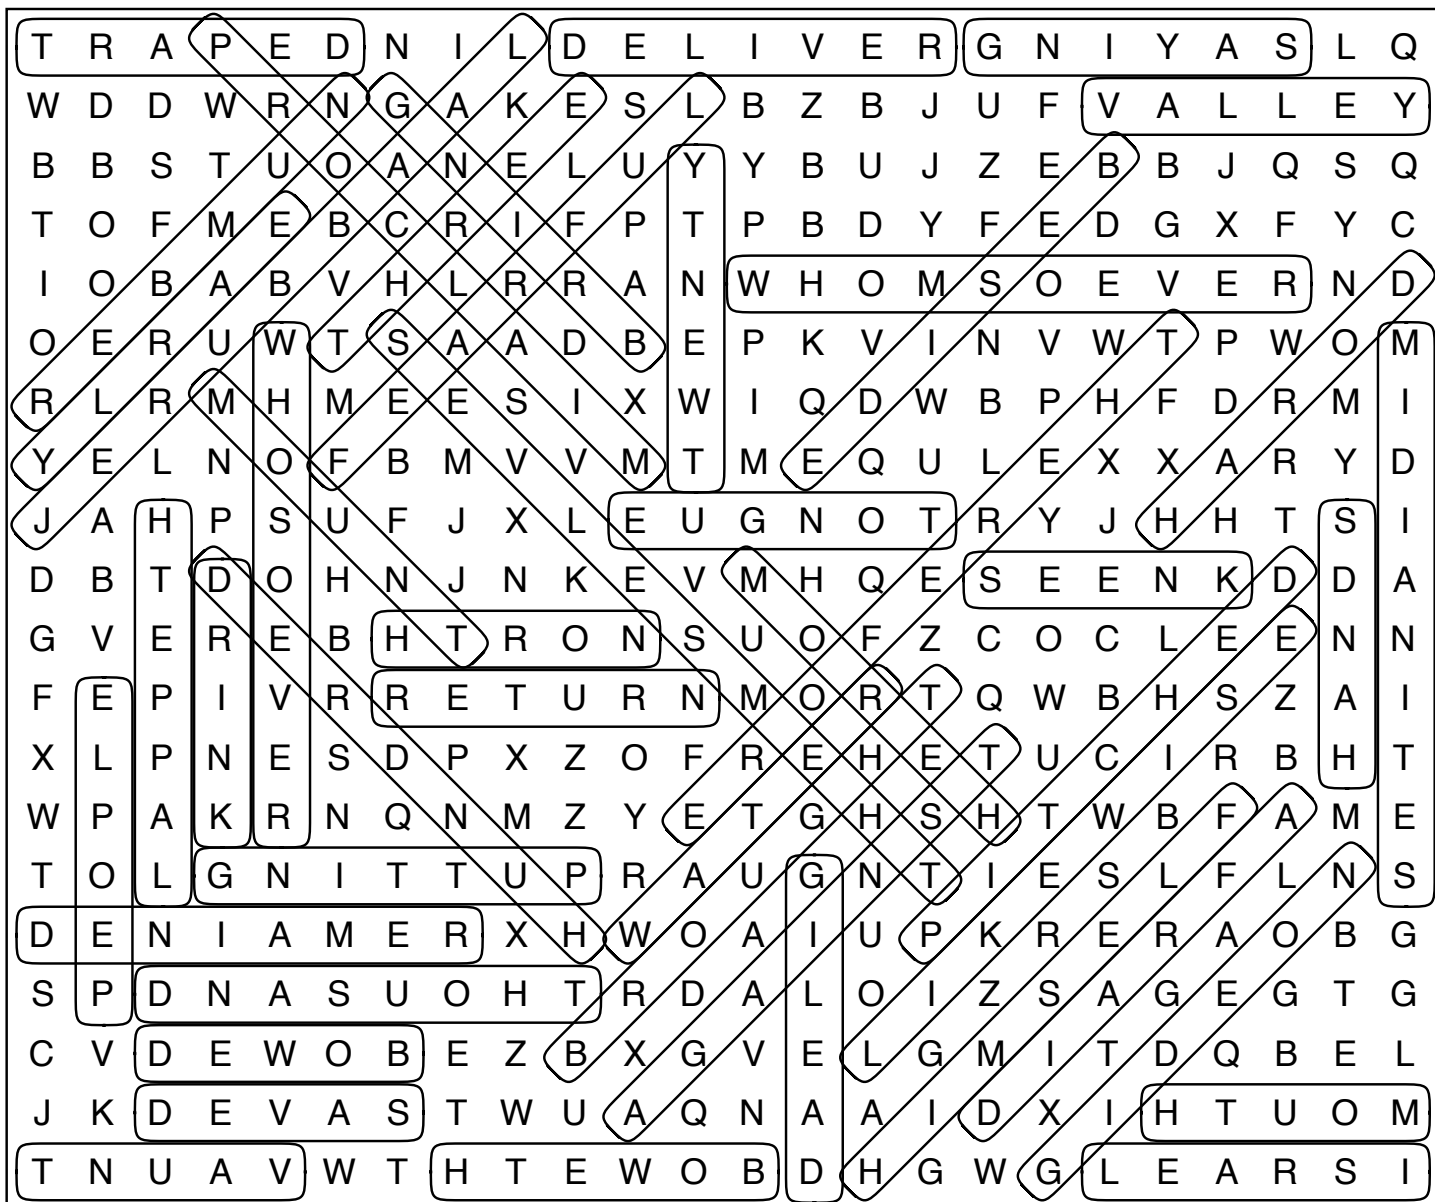 T R A P E D N I L D E L I V E R G N I Y A S L Q
W D D W R N G A K E S L B Z B J U F V A L L E Y
B B S T U O A N E L U Y Y B U J Z E B B J Q S Q
T O F M E B C R I F P T P B D Y F E D G X F Y C
I O B A B V H L R R A N W H O M S O E V E R N D
O E R U W T S A A D B E P K V I N V W T P W O M
R L R M H M E E S I X W I Q D W B P H F D R M I
Y E L N O F B M V V M T M E Q U L E X X A R Y D
J A H P S U F J X L E U G N O T R Y J H H T S I
D B T D O H N J N K E V M H Q E S E E N K D D A
G V E R E B H T R O N S U O F Z C O C L E E N N
F E P I V R R E T U R N M O R T Q W B H S Z A I
X L P N E S D P X Z O F R E H E T U C I R B H T
W P A K R N Q N M Z Y E T G H S H T W B F A M E
T O L G N I T T U P R A U G N T I E S L F L N S
D E N I A M E R X H W O A I U P K R E R A O B G
S P D N A S U O H T R D A L O I Z S A G E G T G
C V D E W O B E Z B X G V E L G M I T D Q B E L
J K D E V A S T W U A Q N A A I D X I H T U O M
T N U A V W T H T E W O B D H G W G L E A R S I